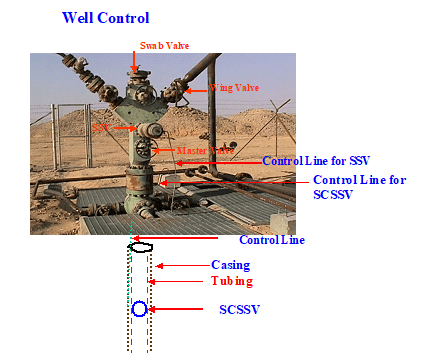 Well Control
Swab Valve
Wing Valve
SSV
Master Valve
Control Line for SSV
Control Line for
SCSSV
Control Line
Casing
Tubing
SCSSV